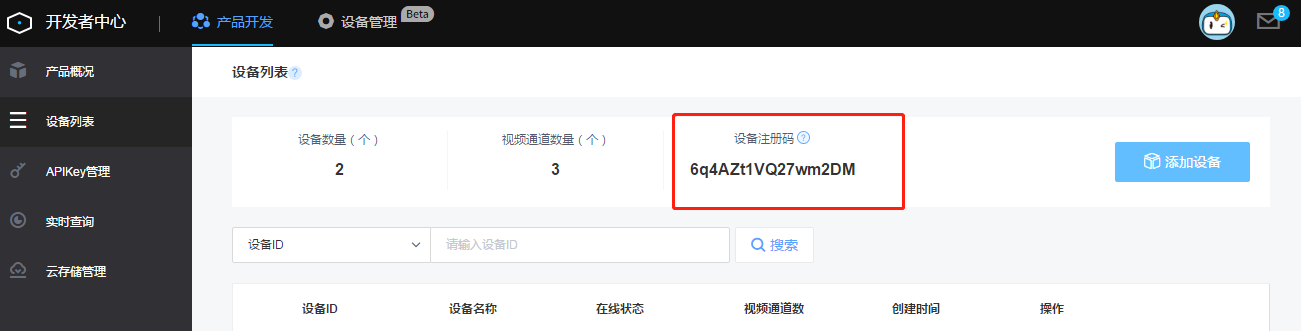 开发者中心 产品开发 设备管理 Beta 8
产品概况
设备列表
APIKey管理
实时查询
云存储管理
设备列表?
设备数量（个） 视频通道数量（个） 设备注册码?
2 3 6q4AZt1VQ27wm2DM
添加设备
设备ID 请输入设备ID 搜索
设备ID 设备名称 在线状态 视频通道数 创建时间 操作